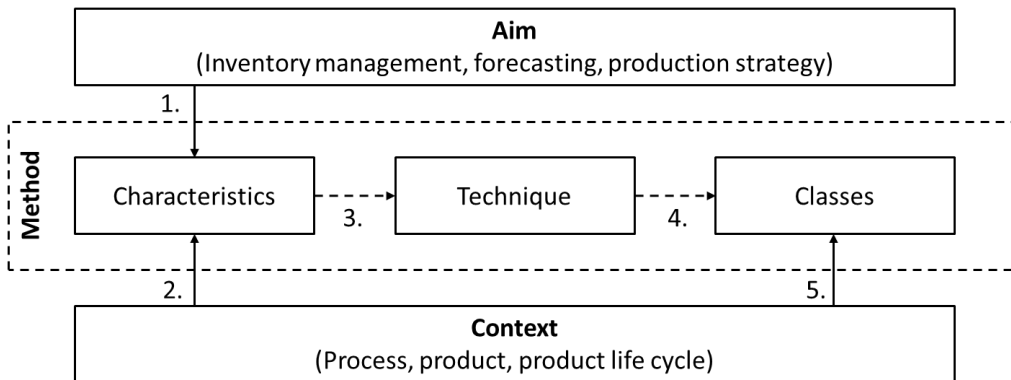 Aim
(Inventory management, forecasting, production strategy)
1.
Method
Characteristics
3.
Technique
4.
Classes
2.
5.
Context
(Process, product, product life cycle)